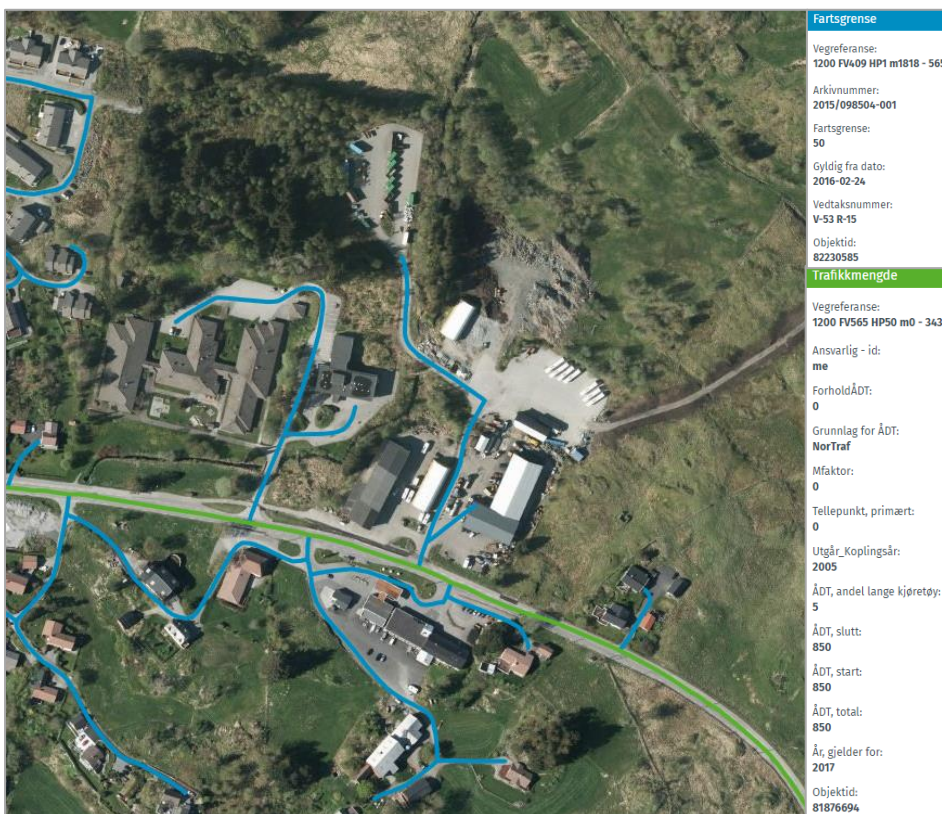 Fartsgrense
Vegreferanse:
1200 FV409 HP1 m1818 - 565
Arkivnummer:
2015/098504-001
Fartsgrense:
50
Gyldig fra dato:
2016-02-24
Vedtaksnummer:
V-53 R-15
Objektid:
82230585
Trafikkmengde
Vegreferanse:
1200 FV565 HP50 m0 - 343
Ansvarlig - id:
me
ForholdÅDT:
0
Grunnlag for ÅDT:
NorTraf
Mfaktor:
0
Tellepunkt, primært:
0
Utgår_Koplingsår:
2005
ÅDT, andel lange kjøretøy:
5
ÅDT, slutt:
850
ÅDT, start:
850
ÅDT, total:
850
År, gjelder for:
2017
Objektid:
81876694